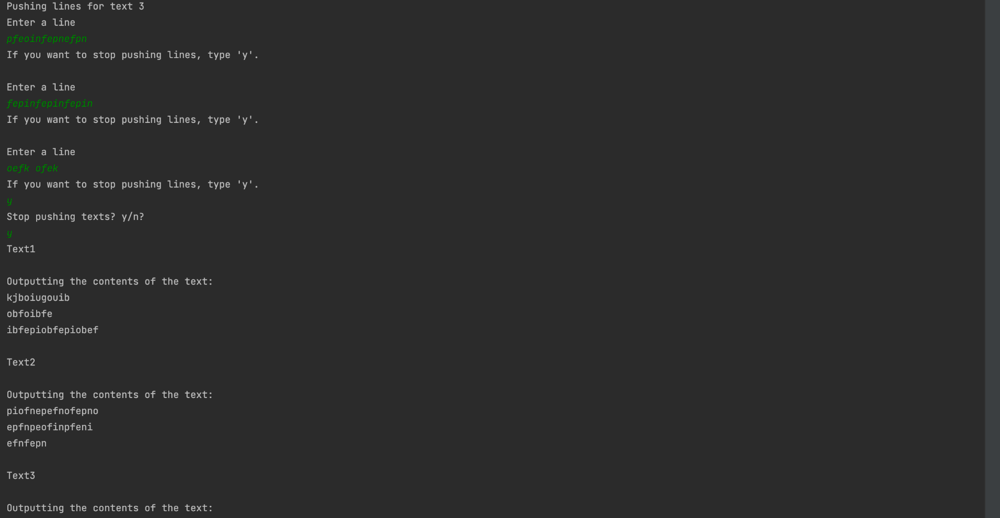 Pushing lines for text 3
Enter a line
pfeoinfepnefpn
If you want to stop pushing lines, type 'y'.
Enter a line
fepinfepinfepin
If you want to stop pushing lines, type 'y'.
Enter a line
oefk ofek
If you want to stop pushing lines, type 'y'.
y
Stop pushing texts? y/n?
y
Text1
Outputting the contents of the text:
kjboiugouib
obfoibfe
ibfepiobfepiobef
Text2
Outputting the contents of the text:
piofnepefnofepno
epfnpeofinpfeni
efnfepn
Text3
Outputting the contents of the text: